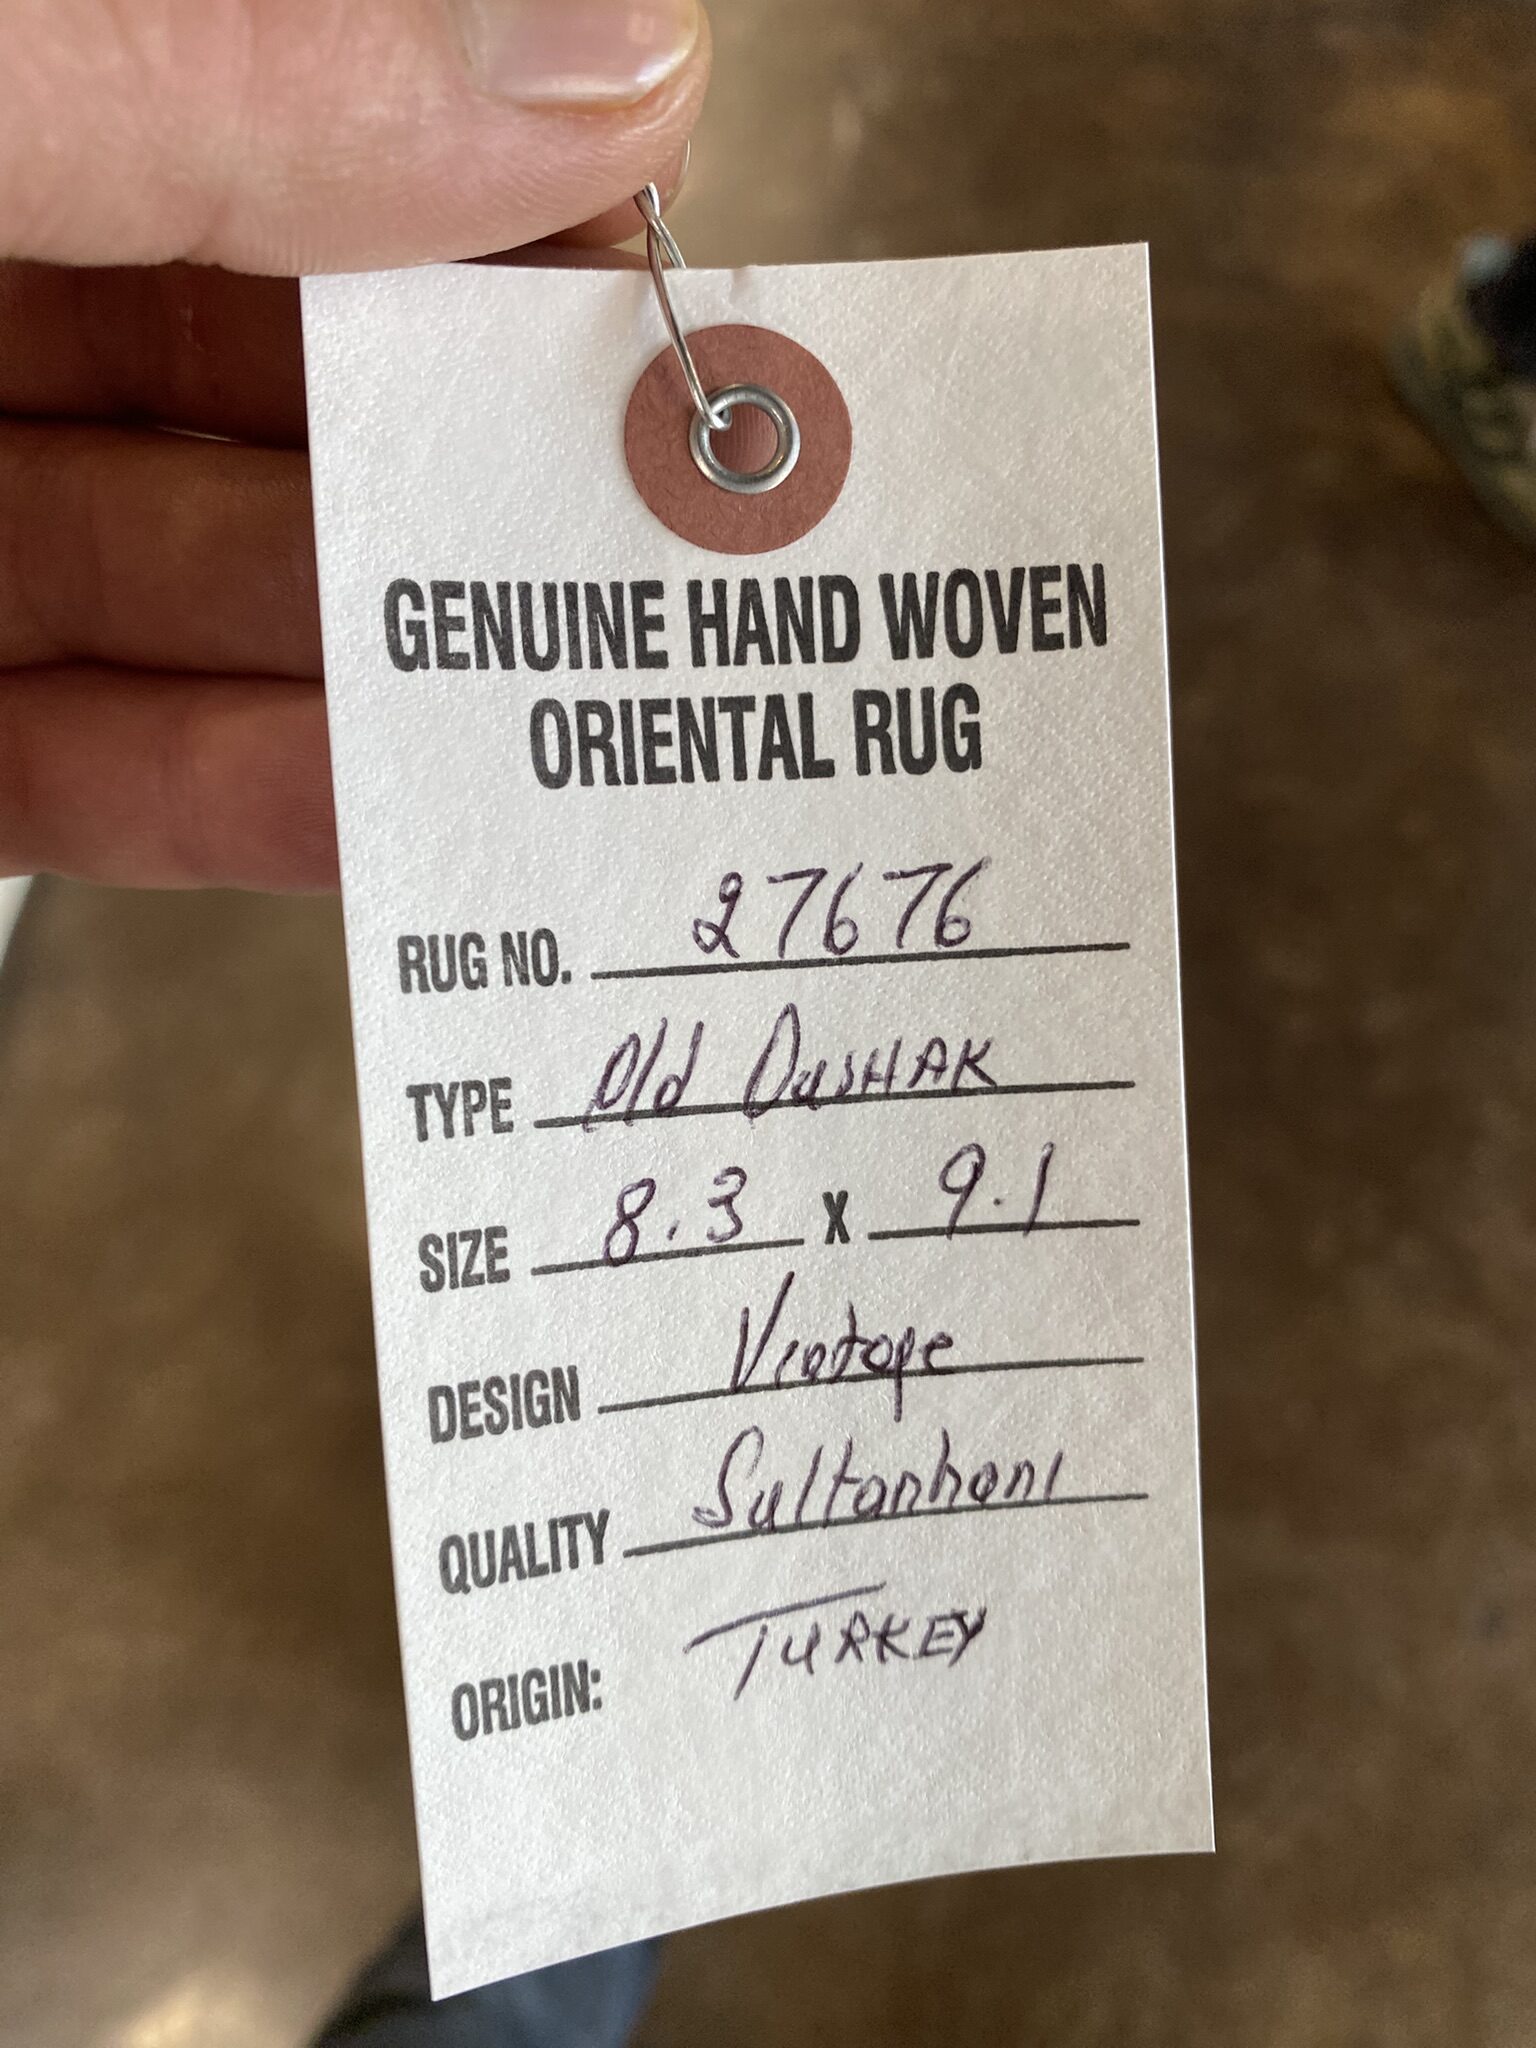 GENUINE HAND WOVEN
ORIENTAL RUG
RUG NO. 27676
TYPE Old OUSHAK
SIZE 8.3 X 9.1
DESIGN Vintage
QUALITY Sultanhani
ORIGIN: TURKEY